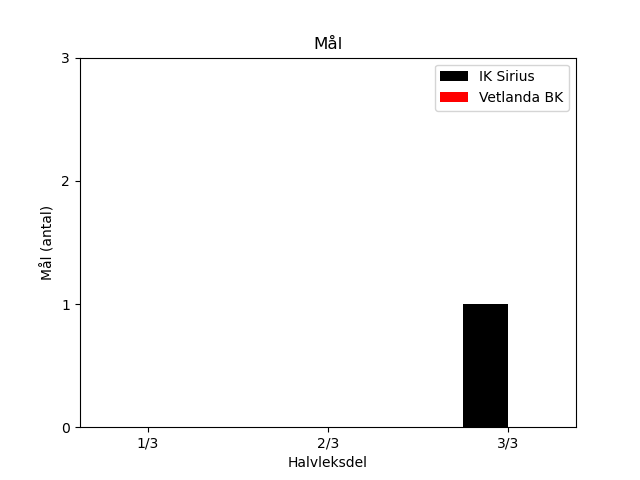 Mål
IK Sirius
Vetlanda BK
Mål (antal)
3
2
1
0
1/3
2/3
3/3
Halvleksdel